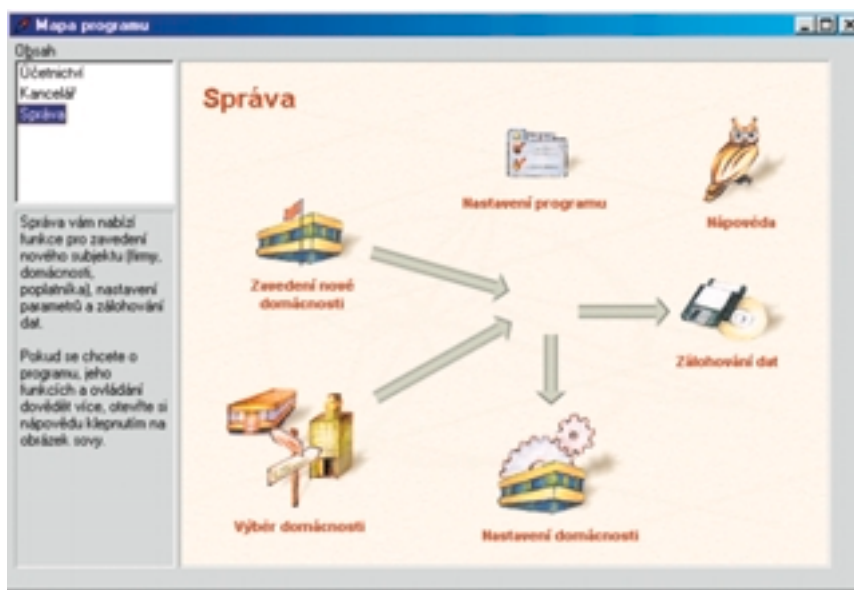 Mapa programu
Obsah
Účetnictví
Kancelář
Správa
Správa vám nabízí
funkce pro zavedení
nového subjektu (firmy,
domácnosti,
poplatníka), nastavení
parametrů a zálohování
dat.
Pokud se chcete o
programu, jeho
funkcích a ovládání
dovědět více, otevřte si
nápovědu klepnutím na
obrázek sovy.
Správa
Nastavení programu
Nápověda
Zavedení nové
domácnosti
Zálohování dat
Výběr domácnosti
Nastavení domácnosti